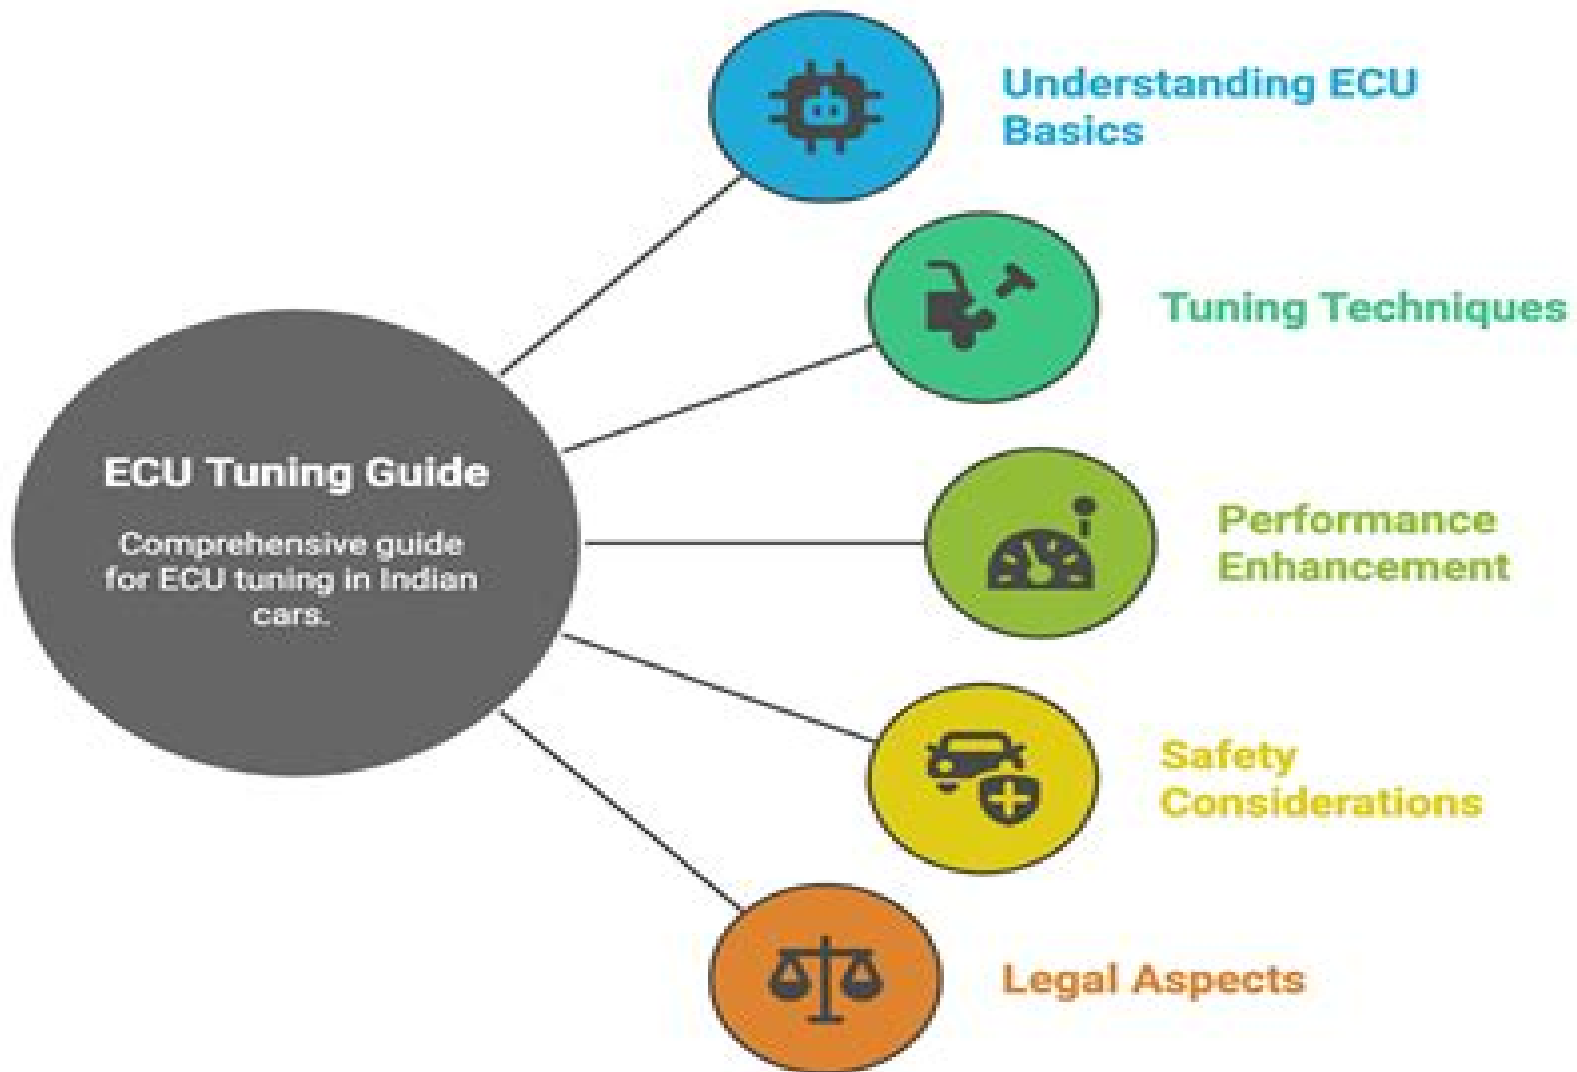 ECU Tuning Guide
Comprehensive guide
for ECU tuning in Indian
cars.
Understanding ECU
Basics
Tuning Techniques
Performance
Enhancement
Safety
Considerations
Legal Aspects